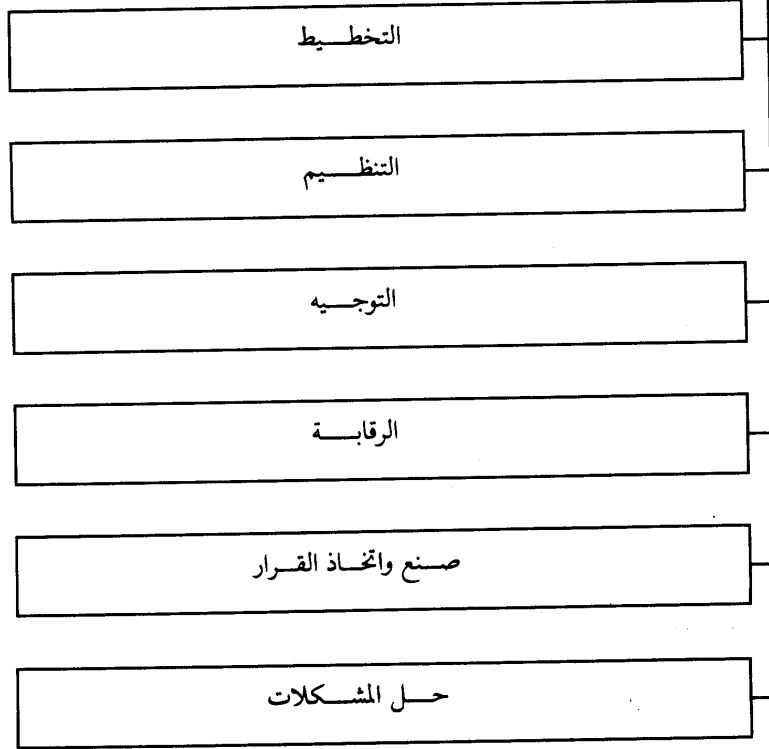 التخطيط
التنظيم
التوجيه
الرقابة
صنع واتخاذ القرار
حل المشكلات